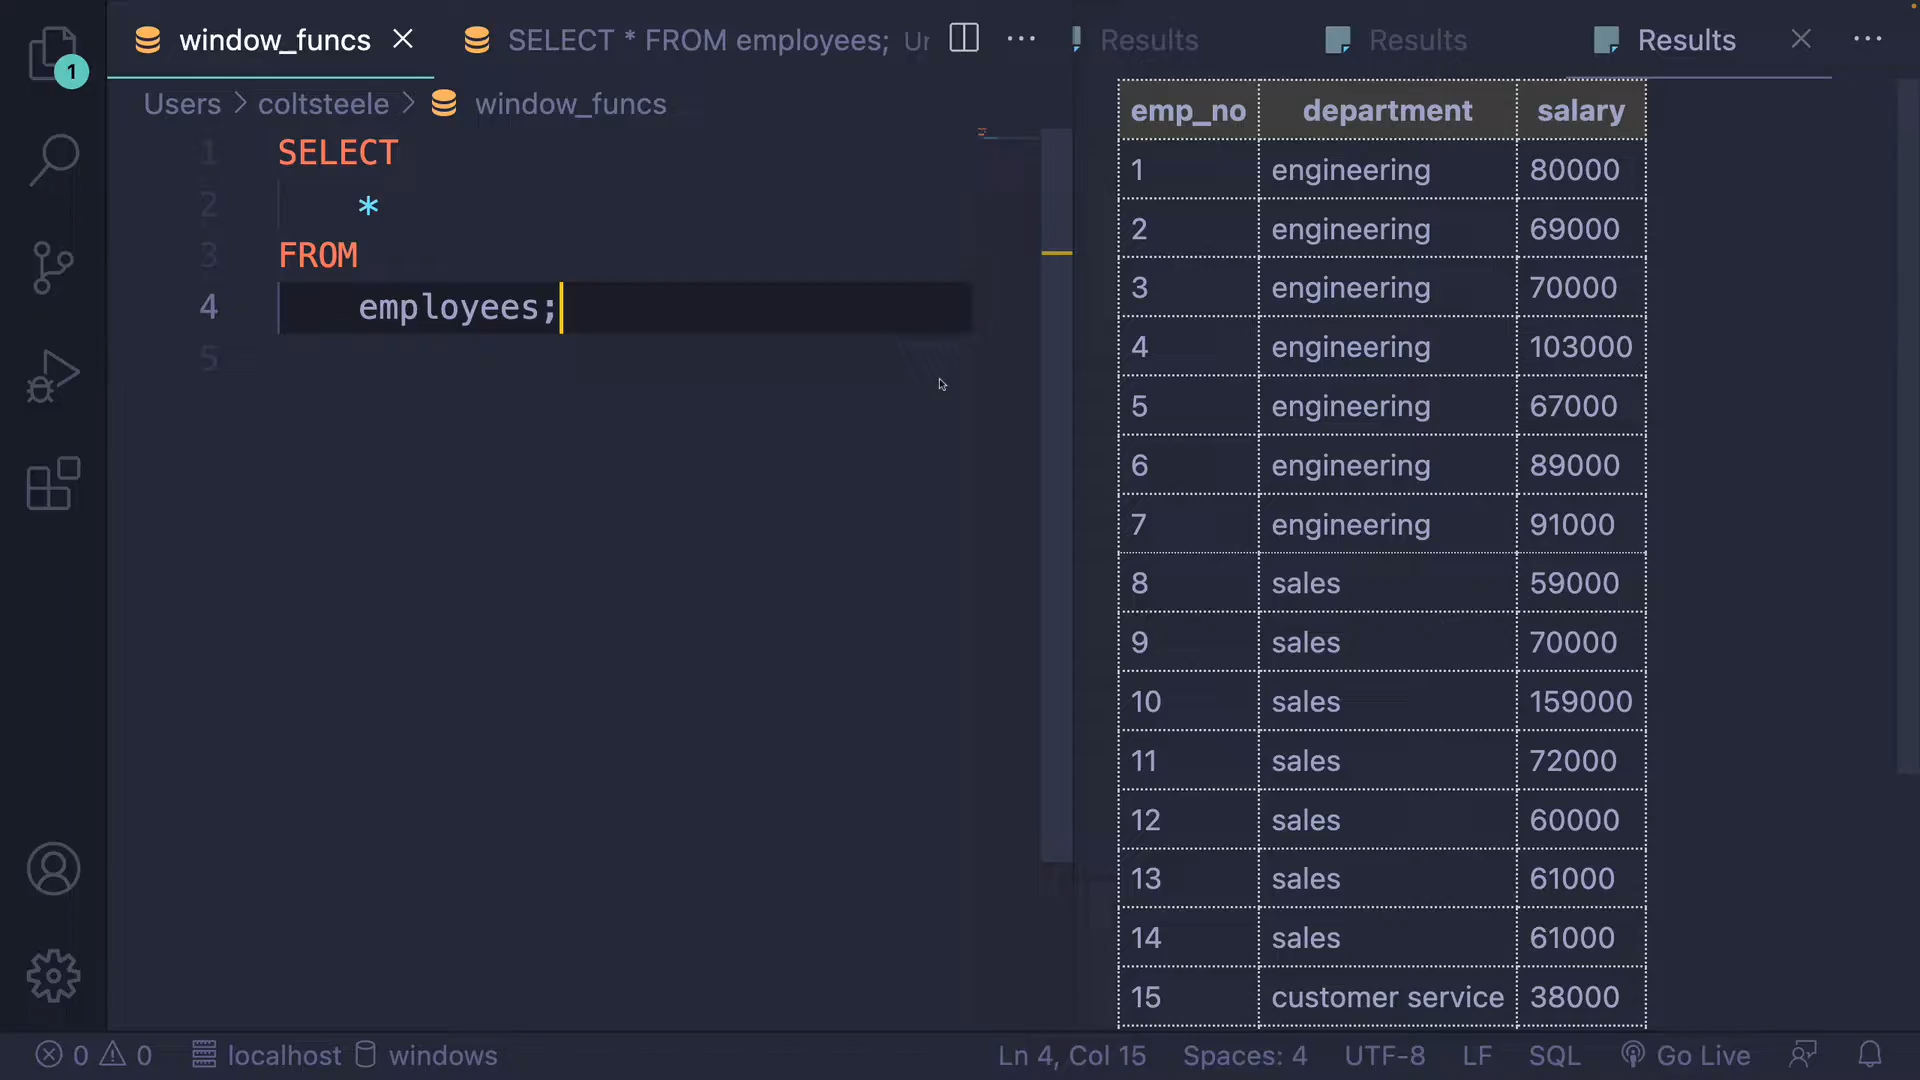 1
window_funcs
SELECT * FROM employees;
Results
Results
Results
Users > coltsteele > window_funcs
1 SELECT
2 *
3 FROM
4 employees;
5
emp_no department salary
1 engineering 80000
2 engineering 69000
3 engineering 70000
4 engineering 103000
5 engineering 67000
6 engineering 89000
7 engineering 91000
8 sales 59000
9 sales 70000
10 sales 159000
11 sales 72000
12 sales 60000
13 sales 61000
14 sales 61000
15 customer service 38000
0 0 localhost windows Ln 4, Col 15 Spaces: 4 UTF-8 LF SQL Go Live